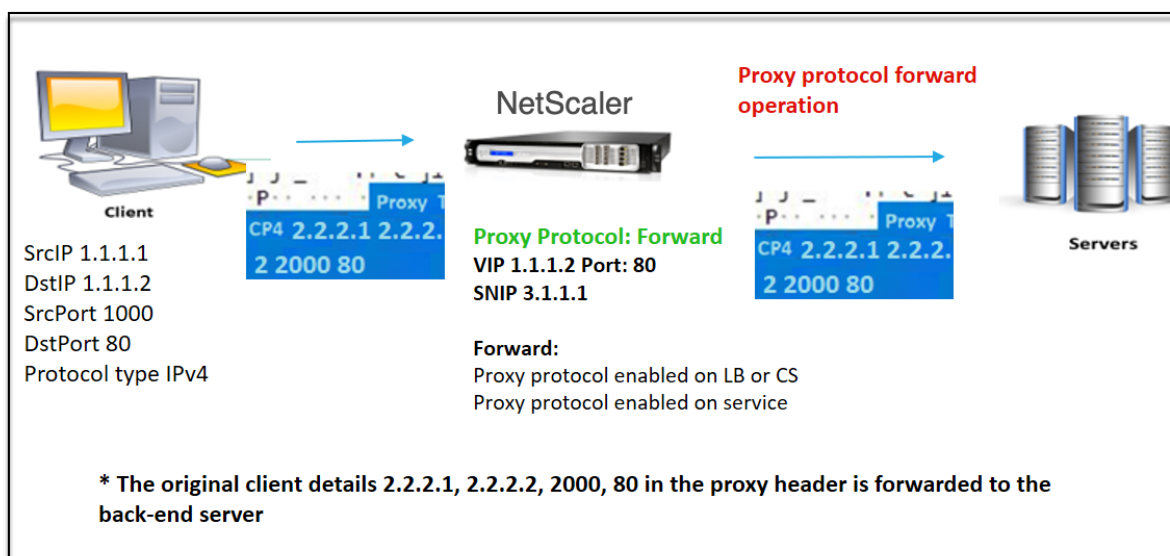 NetScaler
Proxy protocol forward
operation
Client
Servers
SrcIP 1.1.1.1
DstIP 1.1.1.2
SrcPort 1000
DstPort 80
Protocol type IPv4
Proxy
CP4 2.2.2.1 2.2.2.
2 2000 80
Proxy Protocol: Forward
VIP 1.1.1.2 Port: 80
SNIP 3.1.1.1
Forward:
Proxy protocol enabled on LB or CS
Proxy protocol enabled on service
Proxy
CP4 2.2.2.1 2.2.2.
2 2000 80
* The original client details 2.2.2.1, 2.2.2.2, 2000, 80 in the proxy header is forwarded to the
back-end server